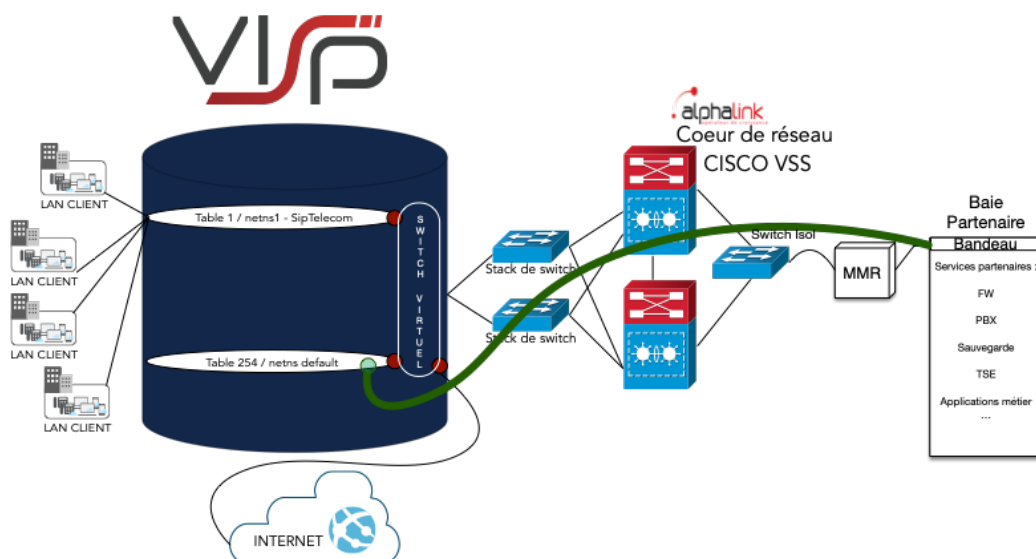 VISP
alphalink
Coeur de réseau
CISCO VSS
LAN CLIENT
Table 1 / netns1 - SipTelecom
SWITCH VIRTUEL
Baie
Partenaire
Bandeau
LAN CLIENT
Stack de switch
Switch Isol
MMR
Services partenaires :
FW
PBX
LAN CLIENT
Stack de switch
Sauvegarde
Table 254 / netns default
TSE
Applications métier
...
LAN CLIENT
INTERNET